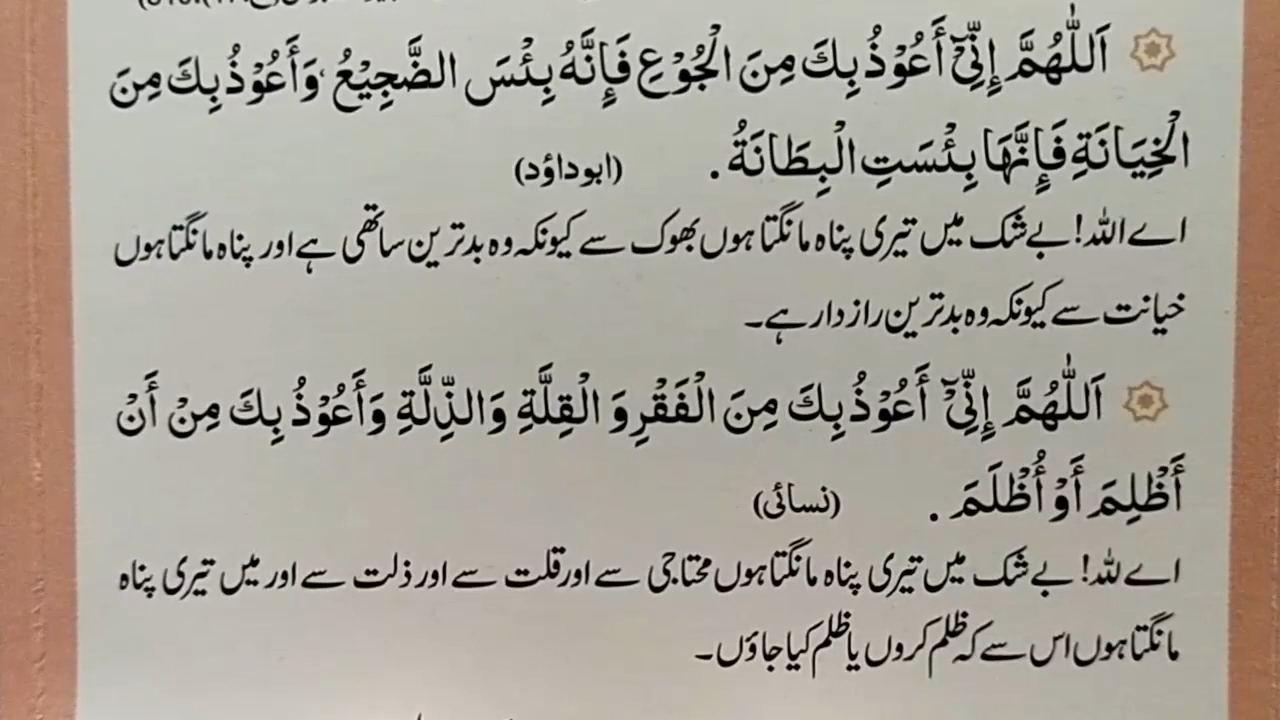 اَللّٰهُمَّ إِنِّيْٓ أَعُوْذُ بِكَ مِنَ الْجُوْعِ فَإِنَّهُ بِئْسَ الضَّجِيْعُ، وَأَعُوْذُ بِكَ مِنَ
الْخِيَانَةِ فَإِنَّهَا بِئْسَتِ الْبِطَانَةُ. (ابوداؤد)
اے اللہ! بے شک میں تیری پناہ مانگتا ہوں بھوک سے کیونکہ وہ بدترین ساتھی ہے اور پناہ مانگتا ہوں
خیانت سے کیونکہ وہ بدترین رازدار ہے۔
اَللّٰهُمَّ إِنِّيْٓ أَعُوْذُ بِكَ مِنَ الْفَقْرِ وَ الْقِلَّةِ وَالذِّلَّةِ وَأَعُوْذُ بِكَ مِنْ أَنْ
أَظْلِمَ أَوْ أُظْلَمَ. (نسائی)
اے للہ! بے شک میں تیری پناہ مانگتا ہوں محتاجی سے اور قلت سے اور ذلت سے اور میں تیری پناہ
مانگتا ہوں اس سے کہ ظلم کروں یا ظلم کیا جاؤں۔